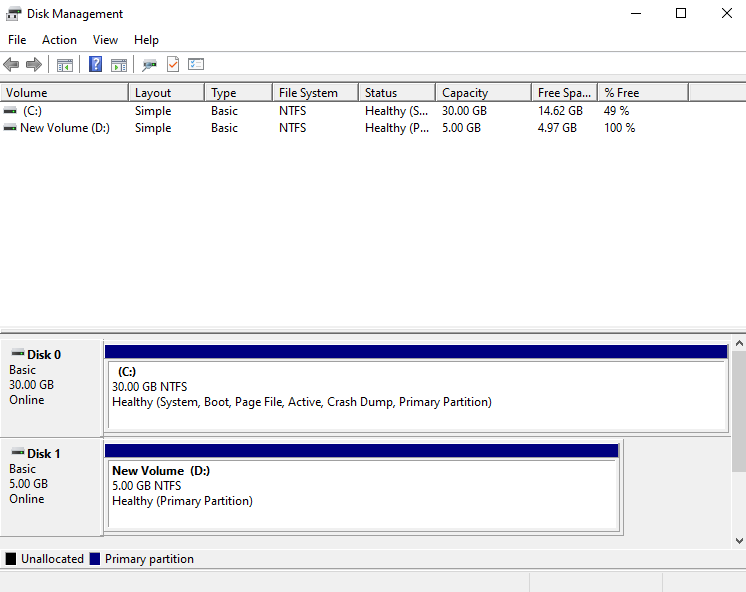 Disk Management
File Action View Help
Volume Layout Type File System Status Capacity Free Spa... % Free
(C:) Simple Basic NTFS Healthy (S... 30.00 GB 14.62 GB 49 %
New Volume (D:) Simple Basic NTFS Healthy (P... 5.00 GB 4.97 GB 100 %
Disk 0
Basic
30.00 GB
Online
(C:)
30.00 GB NTFS
Healthy (System, Boot, Page File, Active, Crash Dump, Primary Partition)
Disk 1
Basic
5.00 GB
Online
New Volume (D:)
5.00 GB NTFS
Healthy (Primary Partition)
Unallocated Primary partition